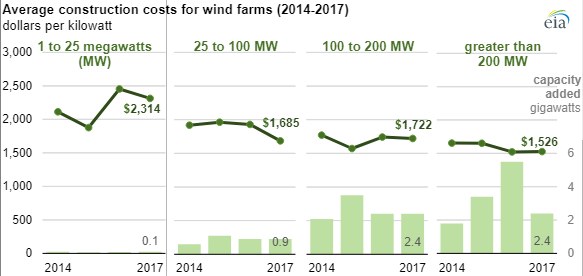 Average construction costs for wind farms (2014-2017)
dollars per kilowatt
eia
1 to 25 megawatts
(MW)
25 to 100 MW
100 to 200 MW
greater than
200 MW
capacity
added
gigawatts
3,000
2,500
2,000
1,500
1,000
500
0
$2,314
$1,685
$1,722
$1,526
6
4
2
0
0.1
0.9
2.4
2.4
2014
2017
2014
2017
2014
2017
2014
2017